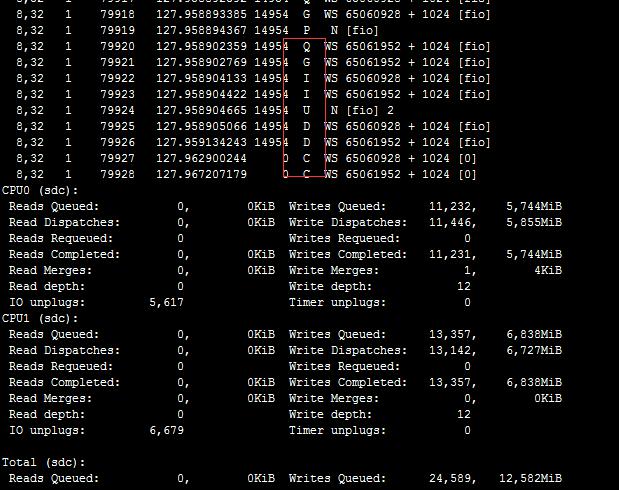 8,32 1 79918 127.958893385 14954 G WS 65060928 + 1024 [fio]
8,32 1 79919 127.958894367 14954 P N [fio]
8,32 1 79920 127.958902359 14954 Q WS 65061952 + 1024 [fio]
8,32 1 79921 127.958902769 14954 G WS 65061952 + 1024 [fio]
8,32 1 79922 127.958904133 14954 I WS 65060928 + 1024 [fio]
8,32 1 79923 127.958904422 14954 I WS 65061952 + 1024 [fio]
8,32 1 79924 127.958904665 14954 U N [fio] 2
8,32 1 79925 127.958905066 14954 D WS 65060928 + 1024 [fio]
8,32 1 79926 127.959134243 14954 D WS 65061952 + 1024 [fio]
8,32 1 79927 127.962900244 0 C WS 65060928 + 1024 [0]
8,32 1 79928 127.967207179 0 C WS 65061952 + 1024 [0]
CPU0 (sdc):
Reads Queued: 0, 0KiB Writes Queued: 11,232, 5,744MiB
Read Dispatches: 0, 0KiB Write Dispatches: 11,446, 5,855MiB
Reads Requeued: 0 Writes Requeued: 0
Reads Completed: 0, 0KiB Writes Completed: 11,231, 5,744MiB
Read Merges: 0, 0KiB Write Merges: 1, 4KiB
Read depth: 0 Write depth: 12
IO unplugs: 5,617 Timer unplugs: 0
CPU1 (sdc):
Reads Queued: 0, 0KiB Writes Queued: 13,357, 6,838MiB
Read Dispatches: 0, 0KiB Write Dispatches: 13,142, 6,727MiB
Reads Requeued: 0 Writes Requeued: 0
Reads Completed: 0, 0KiB Writes Completed: 13,357, 6,838MiB
Read Merges: 0, 0KiB Write Merges: 0, 0KiB
Read depth: 0 Write depth: 12
IO unplugs: 6,679 Timer unplugs: 0
Total (sdc):
Reads Queued: 0, 0KiB Writes Queued: 24,589, 12,582MiB